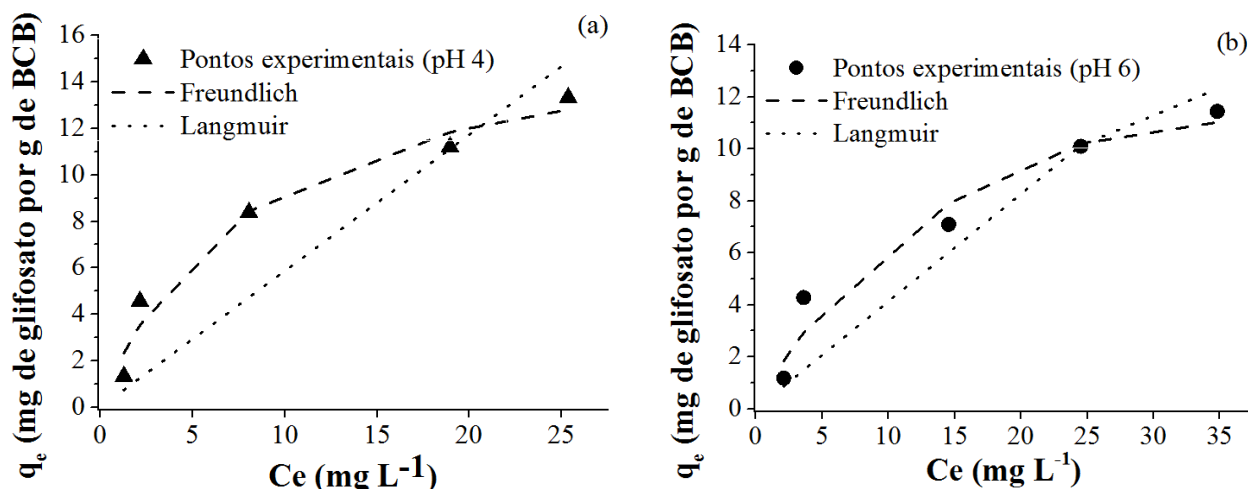 (a)
q_e (mg de glifosato por g de BCB)
16
14
12
10
8
6
4
2
0
Pontos experimentais (pH 4)
Freundlich
Langmuir
0 5 10 15 20 25
Ce (mg L⁻¹)
(b)
q_e (mg de glifosato por g de BCB)
14
12
10
8
6
4
2
0
Pontos experimentais (pH 6)
Freundlich
Langmuir
0 5 10 15 20 25 30 35
Ce (mg L⁻¹)